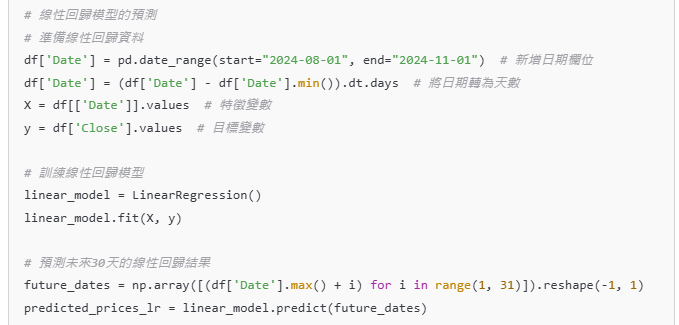 # 線性回歸模型的預測
# 準備線性回歸資料
df['Date'] = pd.date_range(start="2024-08-01", end="2024-11-01")  # 新增日期欄位
df['Date'] = (df['Date'] - df['Date'].min()).dt.days  # 將日期轉為天數
X = df[['Date']].values  # 特徵變數
y = df['Close'].values  # 目標變數
# 訓練線性回歸模型
linear_model = LinearRegression()
linear_model.fit(X, y)
# 預測未來30天的線性回歸結果
future_dates = np.array([(df['Date'].max() + i) for i in range(1, 31)]).reshape(-1, 1)
predicted_prices_lr = linear_model.predict(future_dates)